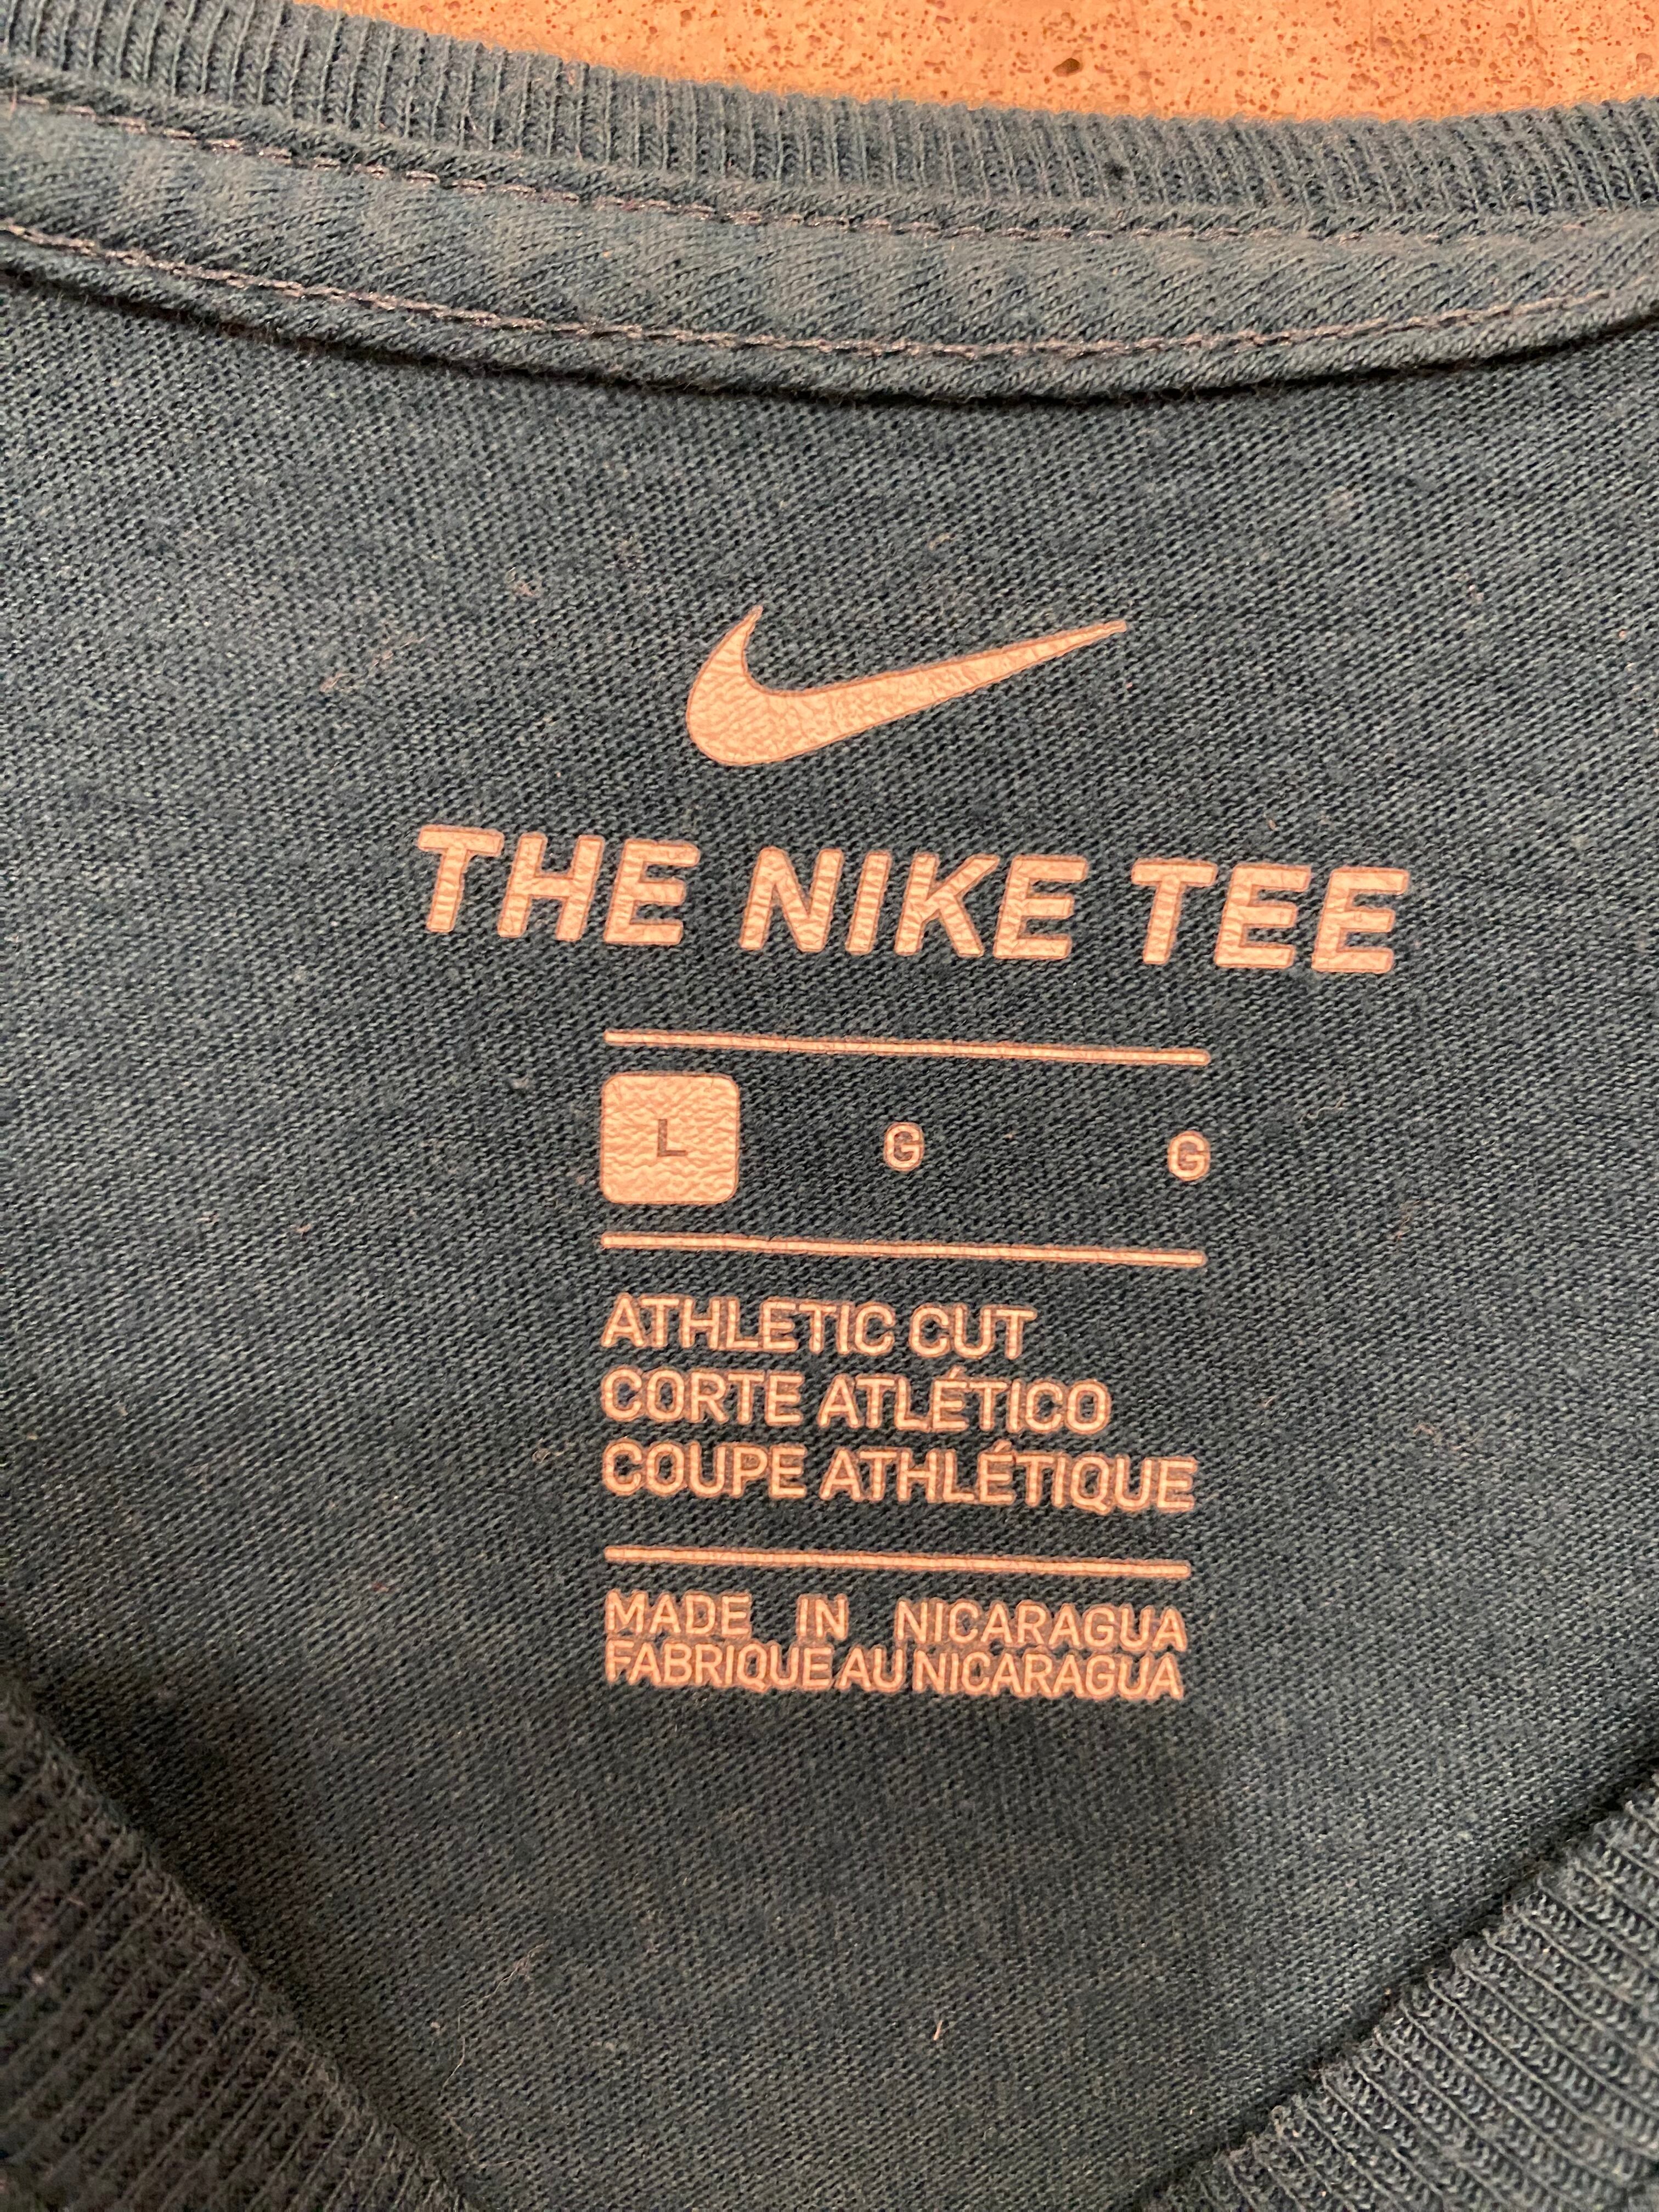 THE NIKE TEE
L G G
ATHLETIC CUT
CORTE ATLÉTICO
COUPE ATHLÉTIQUE
MADE IN NICARAGUA
FABRIQUE AU NICARAGUA